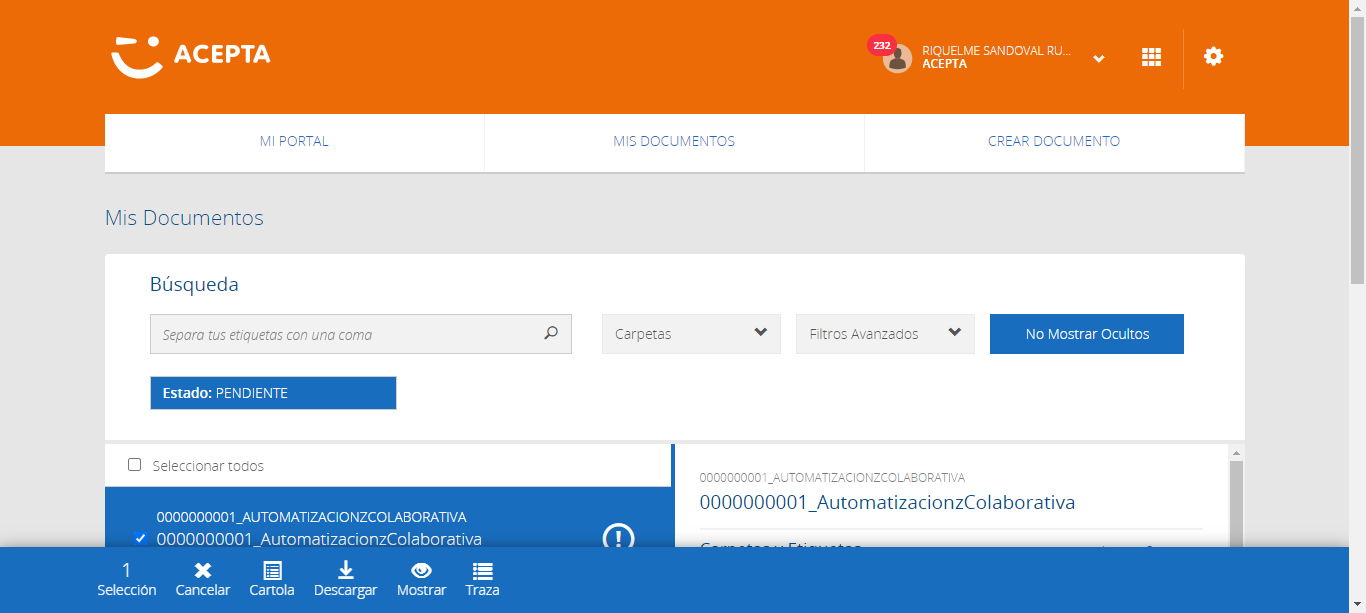 ACEPTA
232
RIQUELME SANDOVAL RU...
ACEPTA
MI PORTAL
MIS DOCUMENTOS
CREAR DOCUMENTO
Mis Documentos
Búsqueda
Separa tus etiquetas con una coma
Carpetas
Filtros Avanzados
No Mostrar Ocultos
Estado: PENDIENTE
Seleccionar todos
0000000001_AUTOMATIZACIONZCOLABORATIVA
0000000001_AutomatizacionzColaborativa
0000000001_AUTOMATIZACIONZCOLABORATIVA
0000000001_AutomatizacionzColaborativa
Carpetas y Etiquetas
1
Selección
Cancelar
Cartola
Descargar
Mostrar
Traza